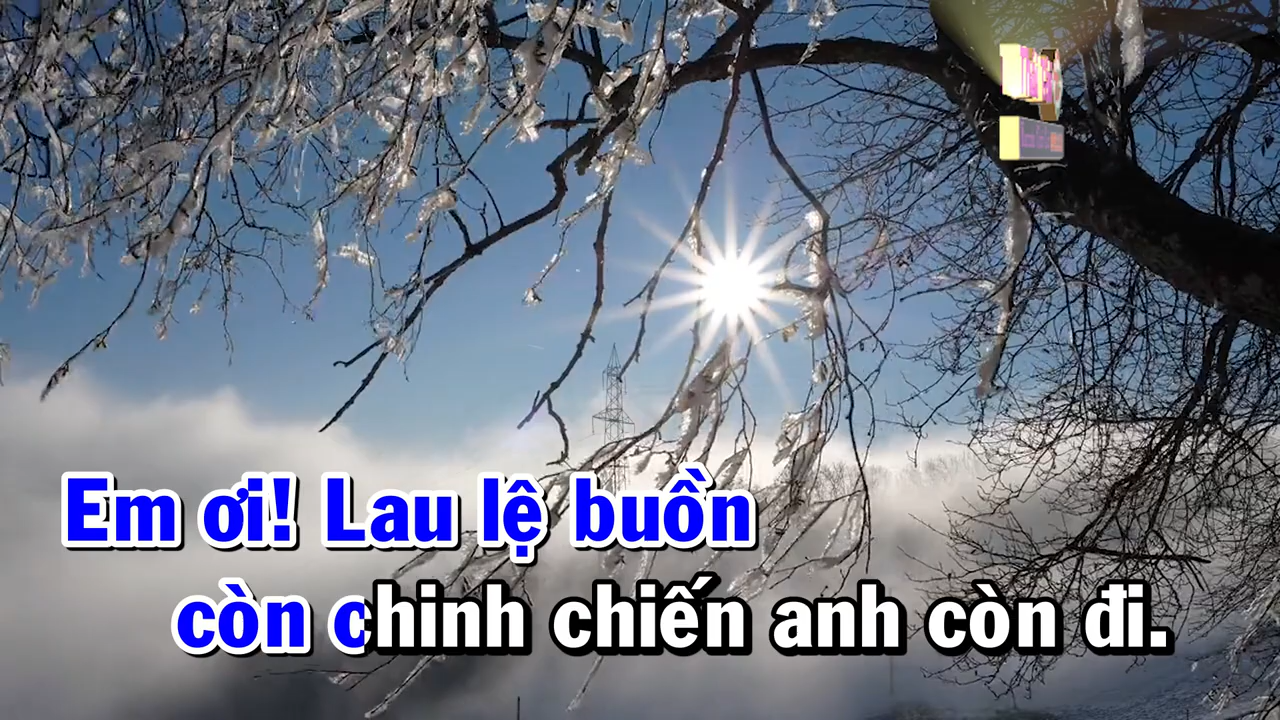 Em ơi! Lau lệ buồn
còn chinh chiến anh còn đi.